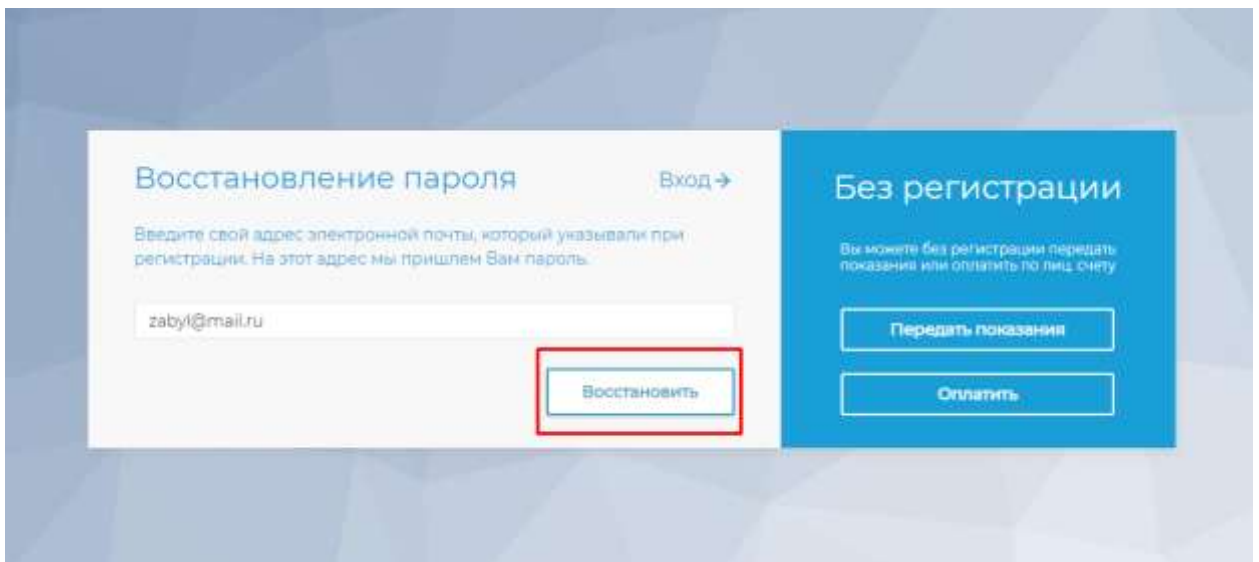 Восстановление пароля
Вход →
Введите свой адрес электронной почты, который указывали при
регистрации. На этот адрес мы пришлем Вам пароль.
zabyl@mail.ru
Восстановить
Без регистрации
Вы можете без регистрации передать
показания или оплатить по лиц. счету
Передать показания
Оплатить